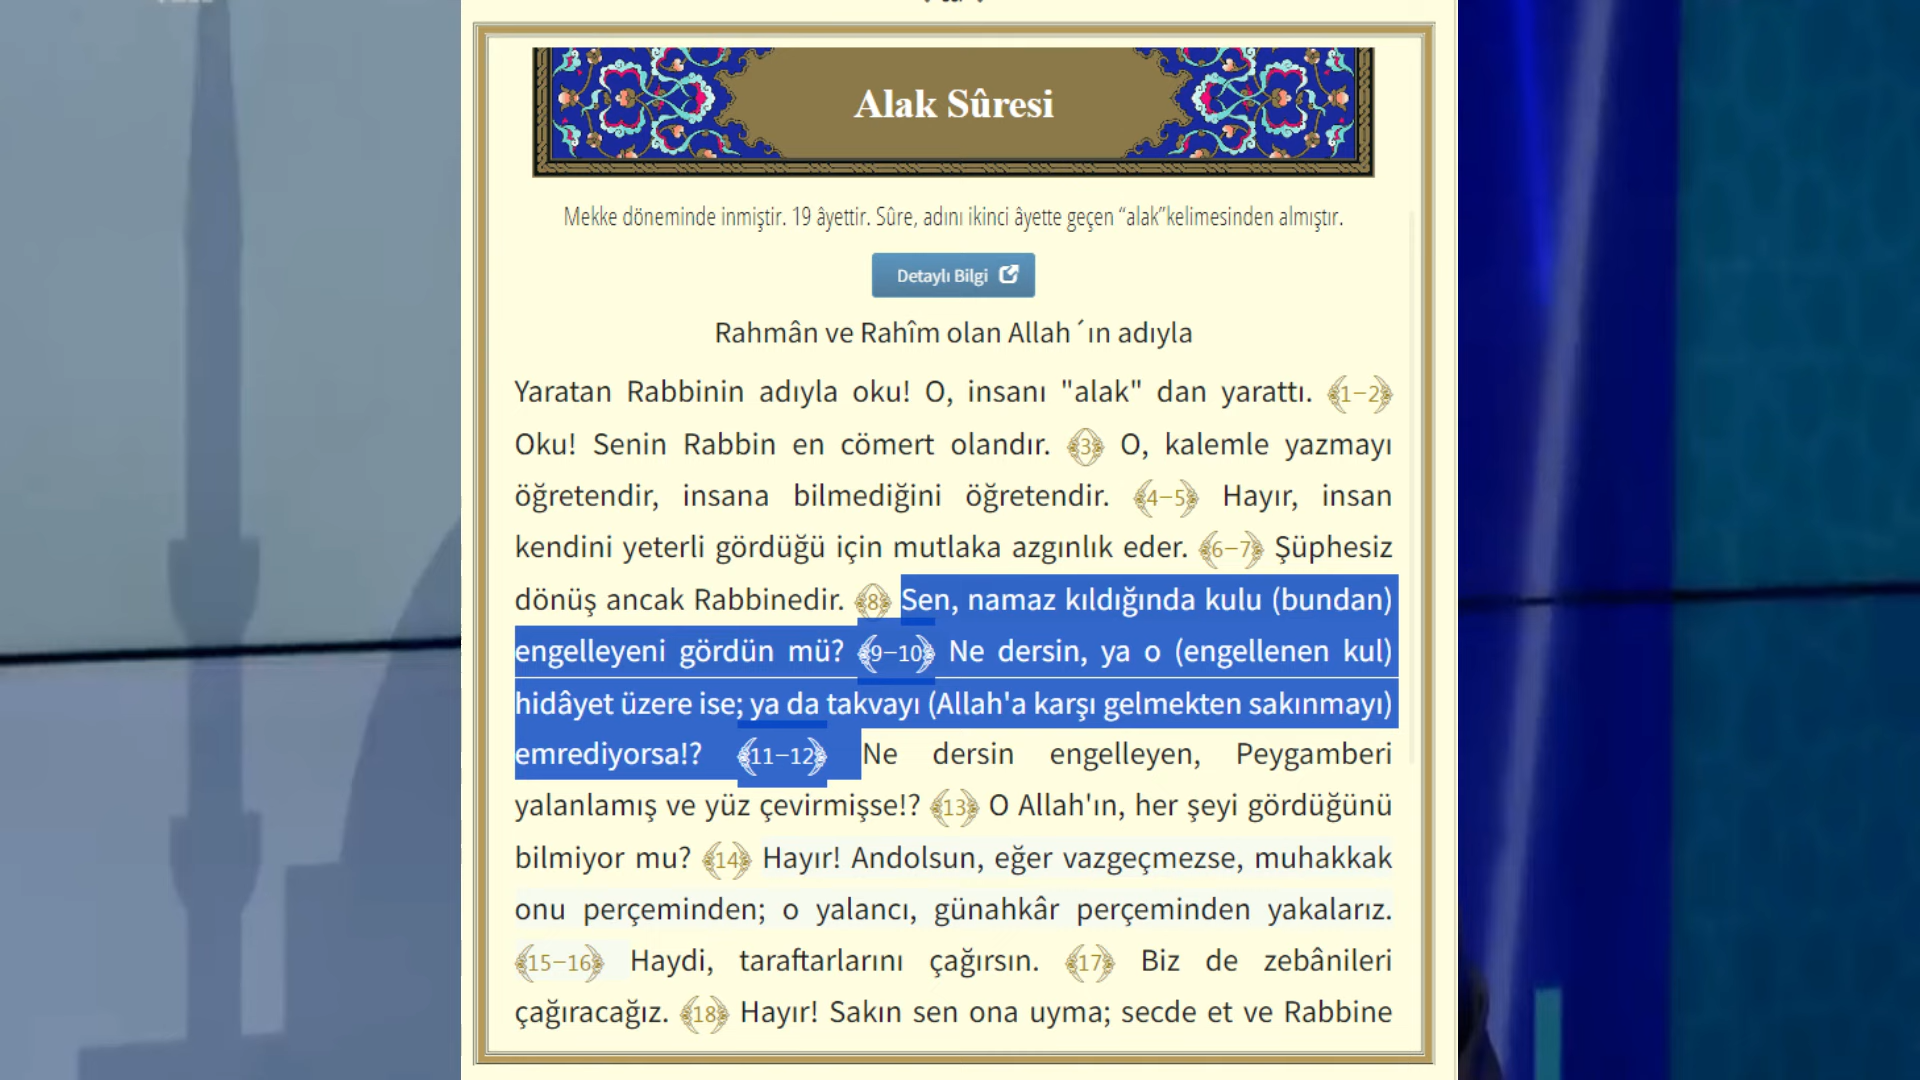 Alak Sûresi
Mekke döneminde inmiştir. 19 âyettir. Sûre, adını ikinci âyette geçen “alak”kelimesinden almıştır.
Detaylı Bilgi
Rahmân ve Rahîm olan Allah´ın adıyla
Yaratan Rabbinin adıyla oku! O, insanı "alak" dan yarattı. ﴾1-2﴿
Oku! Senin Rabbin en cömert olandır. ﴾3﴿ O, kalemle yazmayı
öğretendir, insana bilmediğini öğretendir. ﴾4-5﴿ Hayır, insan
kendini yeterli gördüğü için mutlaka azgınlık eder. ﴾6-7﴿ Şüphesiz
dönüş ancak Rabbinedir. ﴾8﴿ Sen, namaz kıldığında kulu (bundan)
engelleyeni gördün mü? ﴾9-10﴿ Ne dersin, ya o (engellenen kul)
hidâyet üzere ise; ya da takvayı (Allah'a karşı gelmekten sakınmayı)
emrediyorsa!? ﴾11-12﴿ Ne dersin engelleyen, Peygamberi
yalanlamış ve yüz çevirmişse!? ﴾13﴿ O Allah'ın, her şeyi gördüğünü
bilmiyor mu? ﴾14﴿ Hayır! Andolsun, eğer vazgeçmezse, muhakkak
onu perçeminden; o yalancı, günahkâr perçeminden yakalarız.
﴾15-16﴿ Haydi, taraftarlarını çağırsın. ﴾17﴿ Biz de zebânileri
çağıracağız. ﴾18﴿ Hayır! Sakın sen ona uyma; secde et ve Rabbine